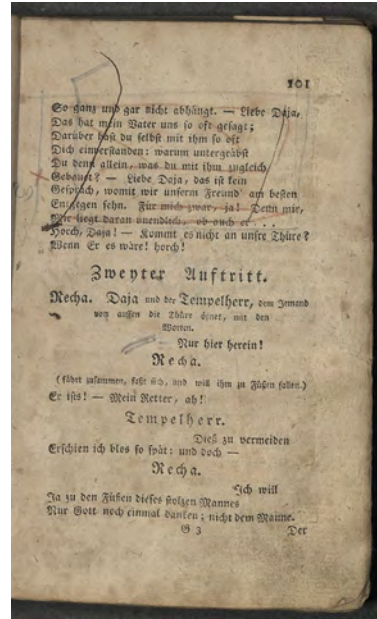 101
So ganz und gar nicht abhängt. — Liebe Daja,
Das hat mein Vater uns so oft gesagt;
Darüber hast du selbst mit ihm so oft
Dich einverstanden: warum untergräbst
Du denn allein, was du mit ihm zugleich
Gebauet? — Liebe Daja, das ist kein
Gespräch, womit wir unserm Freund' am besten
Entgegen sehn. Für mich zwar, ja! Denn mir,
Mir liegt daran unendlich, ob auch er . . .
Horch, Daja! — Kommt es nicht an unsre Thüre?
Wenn Er es wäre! horch!
Zweyter Auftritt.
Recha. Daja und der Tempelherr, dem Jemand
von aussen die Thüre öfnet, mit den
Worten.
Nur hier herein!
Recha.
(fährt zusammen, faßt sich, und will ihm zu Füßen fallen.)
Er ists! — Mein Retter, ah!
Tempelherr.
Dieß zu vermeiden
Erschien ich blos so spät: und doch —
Recha.
Ich will
Ja zu den Füßen dieses stolzen Mannes
Nur Gott noch einmal danken; nicht dem Manne.
G 3 Der